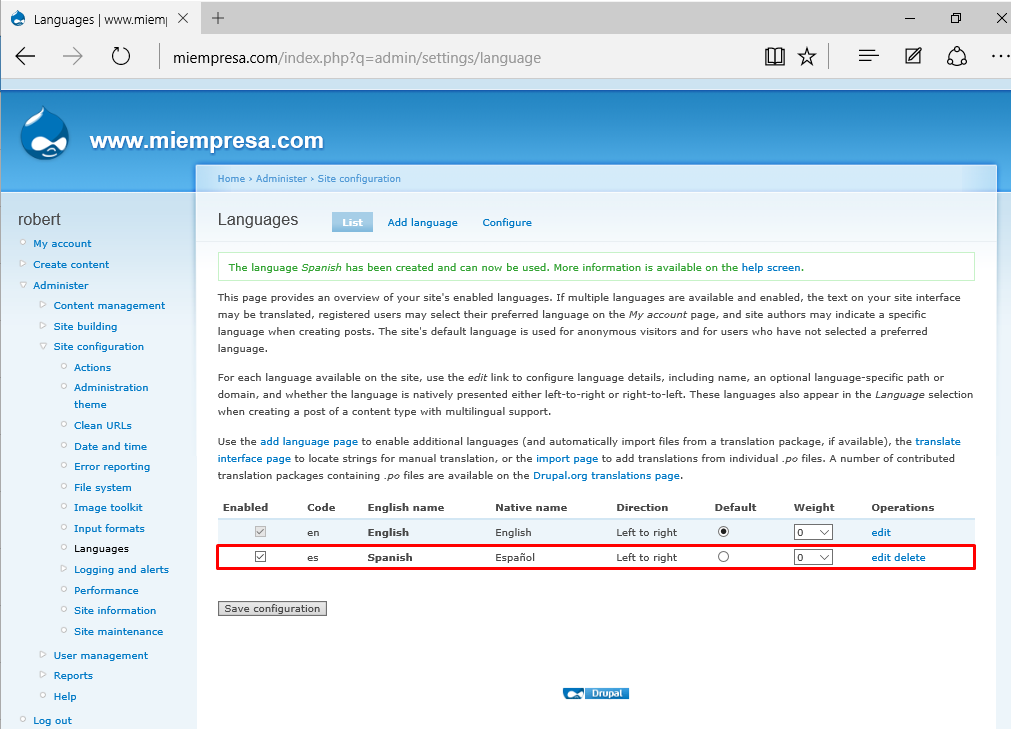 Languages | www.miem
miempresa.com/index.php?q=admin/settings/language
www.miempresa.com
Home › Administer › Site configuration
robert
My account
Create content
Administer
Content management
Site building
Site configuration
Actions
Administration
theme
Clean URLs
Date and time
Error reporting
File system
Image toolkit
Input formats
Languages
Logging and alerts
Performance
Site information
Site maintenance
User management
Reports
Help
Log out
Languages List Add language Configure
The language Spanish has been created and can now be used. More information is available on the help screen.
This page provides an overview of your site's enabled languages. If multiple languages are available and enabled, the text on your site interface
may be translated, registered users may select their preferred language on the My account page, and site authors may indicate a specific
language when creating posts. The site's default language is used for anonymous visitors and for users who have not selected a preferred
language.
For each language available on the site, use the edit link to configure language details, including name, an optional language-specific path or
domain, and whether the language is natively presented either left-to-right or right-to-left. These languages also appear in the Language selection
when creating a post of a content type with multilingual support.
Use the add language page to enable additional languages (and automatically import files from a translation package, if available), the translate
interface page to locate strings for manual translation, or the import page to add translations from individual .po files. A number of contributed
translation packages containing .po files are available on the Drupal.org translations page.
Enabled Code English name Native name Direction Default Weight Operations
en English English Left to right 0 edit
es Spanish Español Left to right 0 edit delete
Save configuration
Drupal